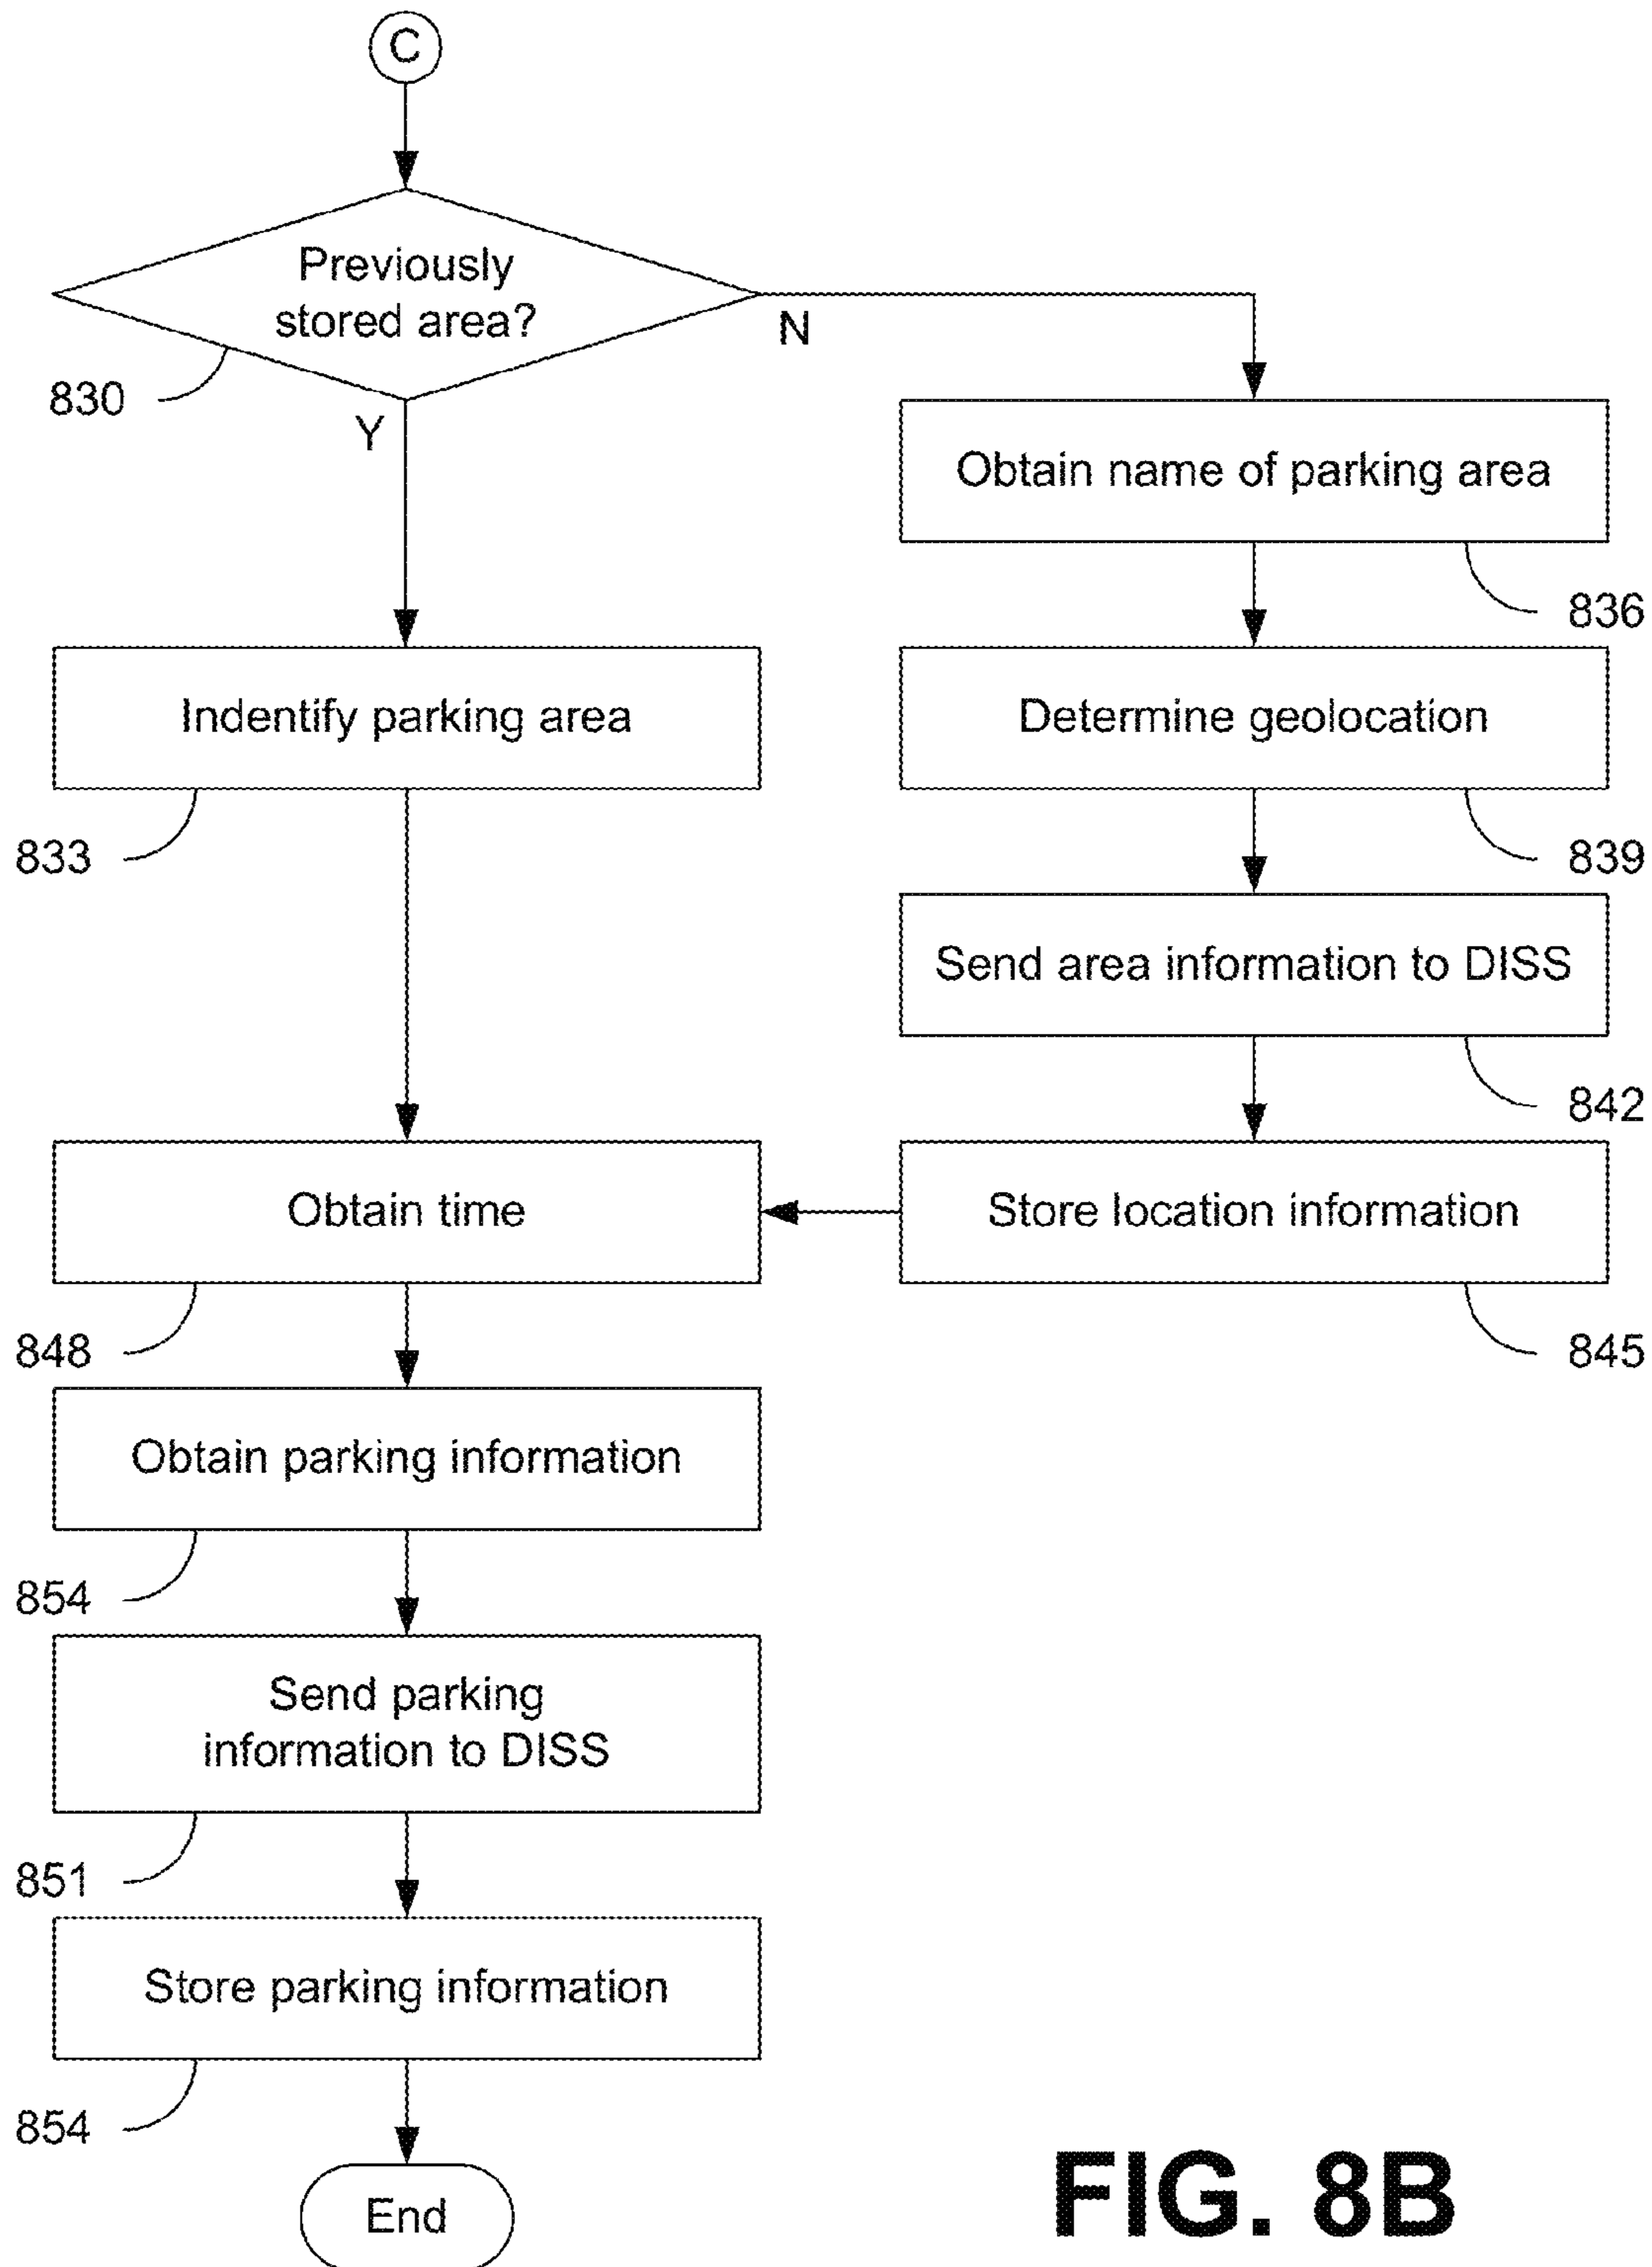 C
Previously
stored area?
N
830
Y
Obtain name of parking area
836
Indentify parking area
Determine geolocation
833
839
Send area information to DISS
842
Obtain time
Store location information
848
845
Obtain parking information
854
Send parking
information to DISS
851
Store parking information
854
End
FIG. 8B